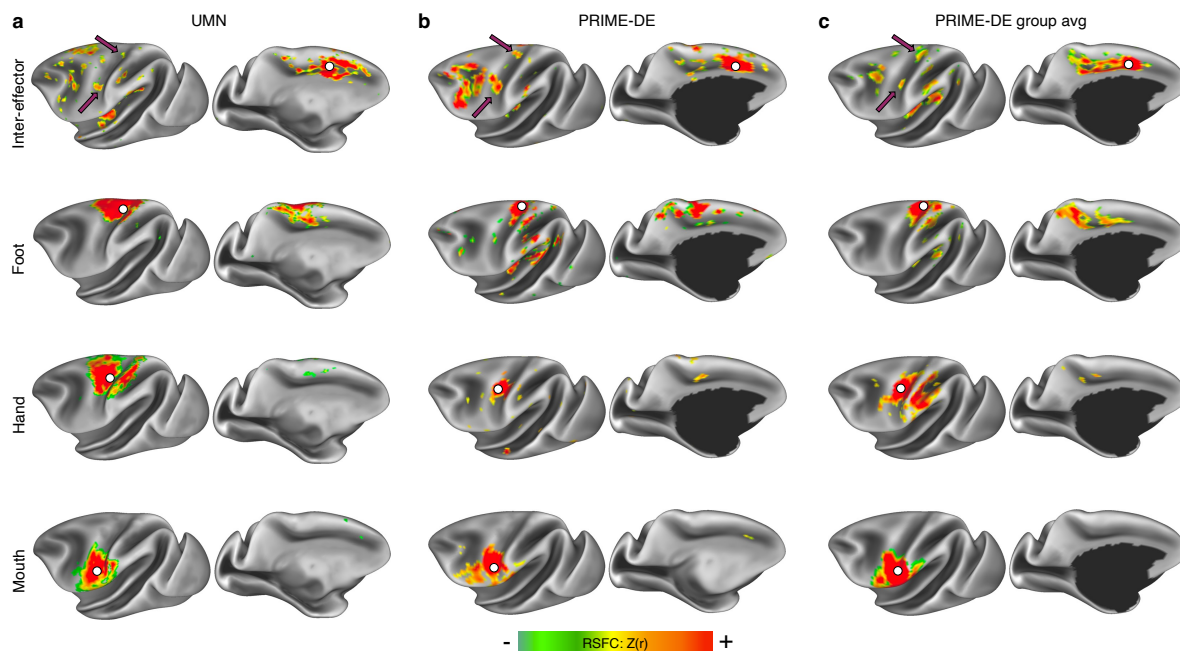 a UMN
b PRIME-DE
c PRIME-DE group avg
Inter-effector
Foot
Hand
Mouth
- RSFC: Z(r) +